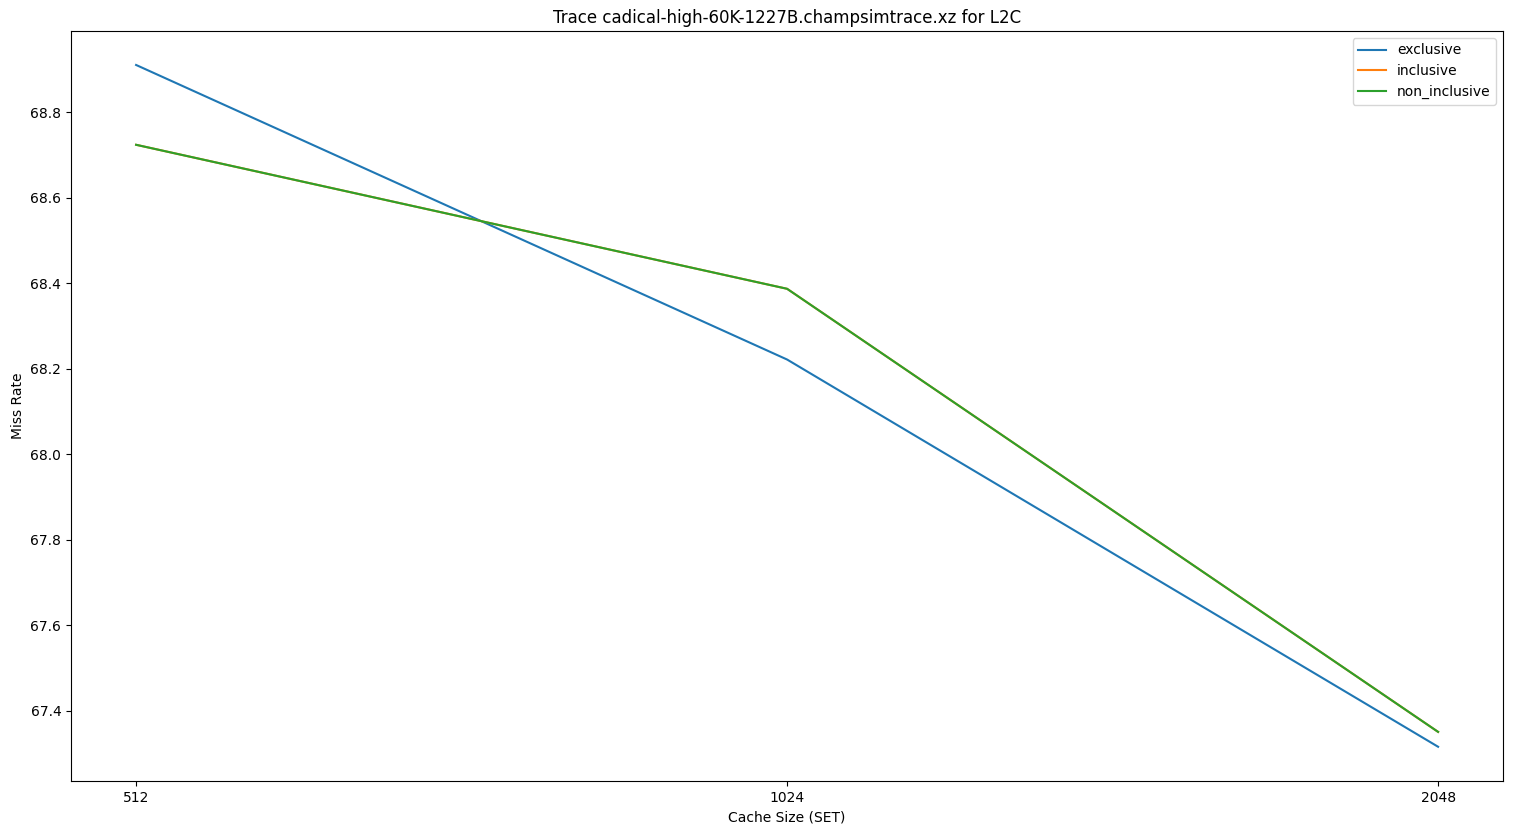 Trace cadical-high-60K-1227B.champsimtrace.xz for L2C
exclusive
inclusive
non_inclusive
Miss Rate
68.8
68.6
68.4
68.2
68.0
67.8
67.6
67.4
512
1024
2048
Cache Size (SET)